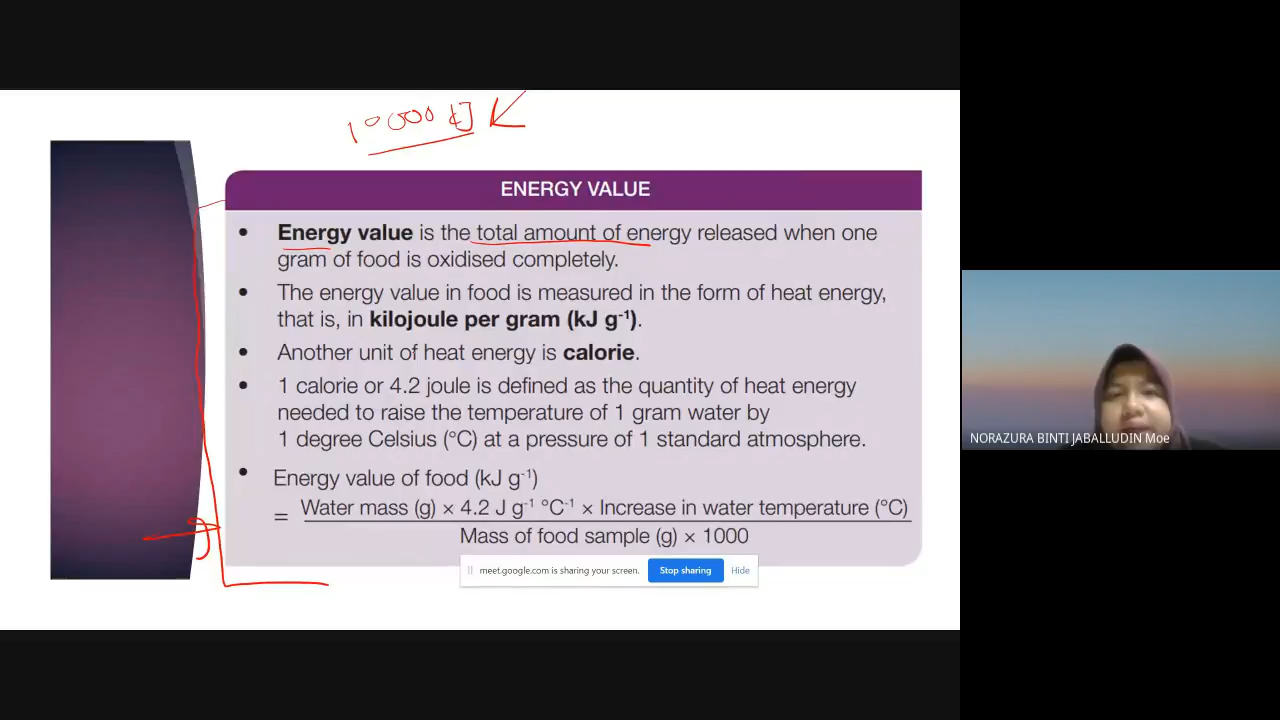 10000 kJ
ENERGY VALUE
• Energy value is the total amount of energy released when one
gram of food is oxidised completely.
• The energy value in food is measured in the form of heat energy,
that is, in kilojoule per gram (kJ g⁻¹).
• Another unit of heat energy is calorie.
• 1 calorie or 4.2 joule is defined as the quantity of heat energy
needed to raise the temperature of 1 gram water by
1 degree Celsius (°C) at a pressure of 1 standard atmosphere.
• Energy value of food (kJ g⁻¹)
= Water mass (g) × 4.2 J g⁻¹ °C⁻¹ × Increase in water temperature (°C)
Mass of food sample (g) × 1000
meet.google.com is sharing your screen. Stop sharing Hide
NORAZURA BINTI JABALLUDIN Moe